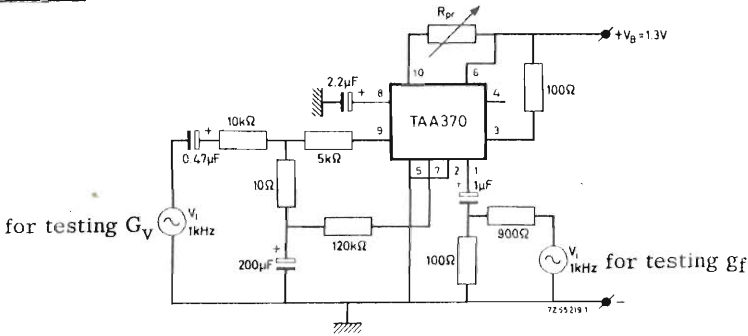 Rpr
+VB=1.3V
10
6
2.2µF
+
8
4
100Ω
TAA370
10kΩ
+
9
3
0.47µF
5kΩ
5
7
2
1
1µF
10Ω
+
for testing Gv
Vi
1kHz
120kΩ
900Ω
+
200µF
100Ω
Vi
1kHz
for testing gf
7Z55219.1
−